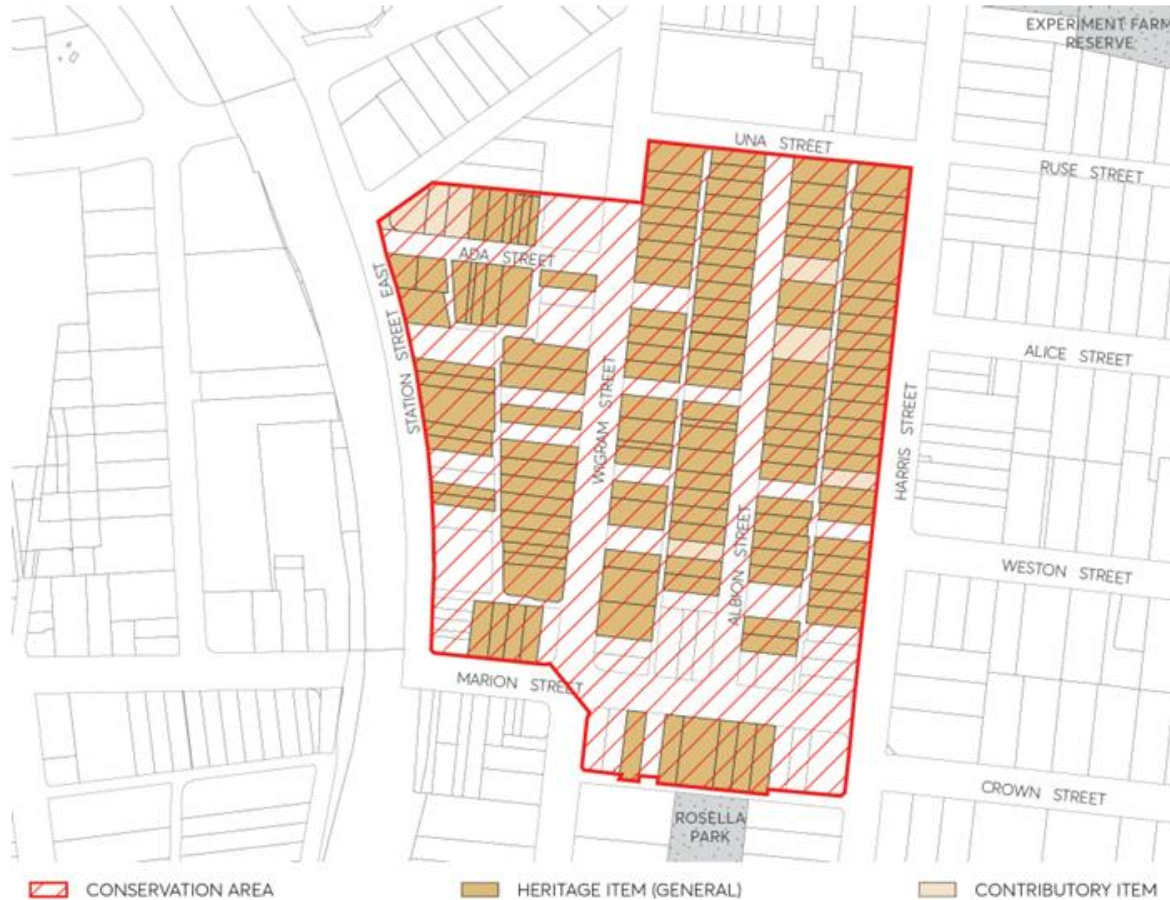 EXPERIMENT FARM
RESERVE
UNA STREET
RUSE STREET
ADA STREET
STATION STREET EAST
WIGRAM STREET
ALICE STREET
HARRIS STREET
ALBION STREET
WESTON STREET
MARION STREET
CROWN STREET
ROSELLA
PARK
CONSERVATION AREA
HERITAGE ITEM (GENERAL)
CONTRIBUTORY ITEM